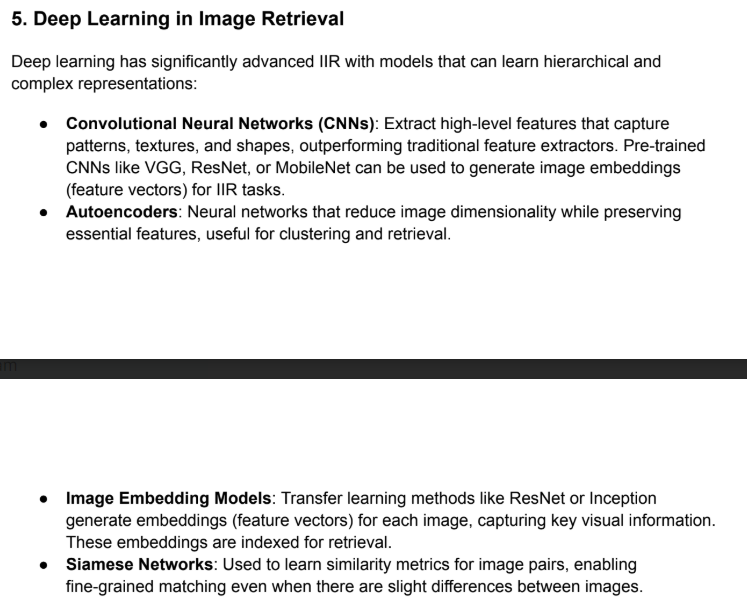 5. Deep Learning in Image Retrieval
Deep learning has significantly advanced IIR with models that can learn hierarchical and
complex representations:
● Convolutional Neural Networks (CNNs): Extract high-level features that capture
patterns, textures, and shapes, outperforming traditional feature extractors. Pre-trained
CNNs like VGG, ResNet, or MobileNet can be used to generate image embeddings
(feature vectors) for IIR tasks.
● Autoencoders: Neural networks that reduce image dimensionality while preserving
essential features, useful for clustering and retrieval.
● Image Embedding Models: Transfer learning methods like ResNet or Inception
generate embeddings (feature vectors) for each image, capturing key visual information.
These embeddings are indexed for retrieval.
● Siamese Networks: Used to learn similarity metrics for image pairs, enabling
fine-grained matching even when there are slight differences between images.